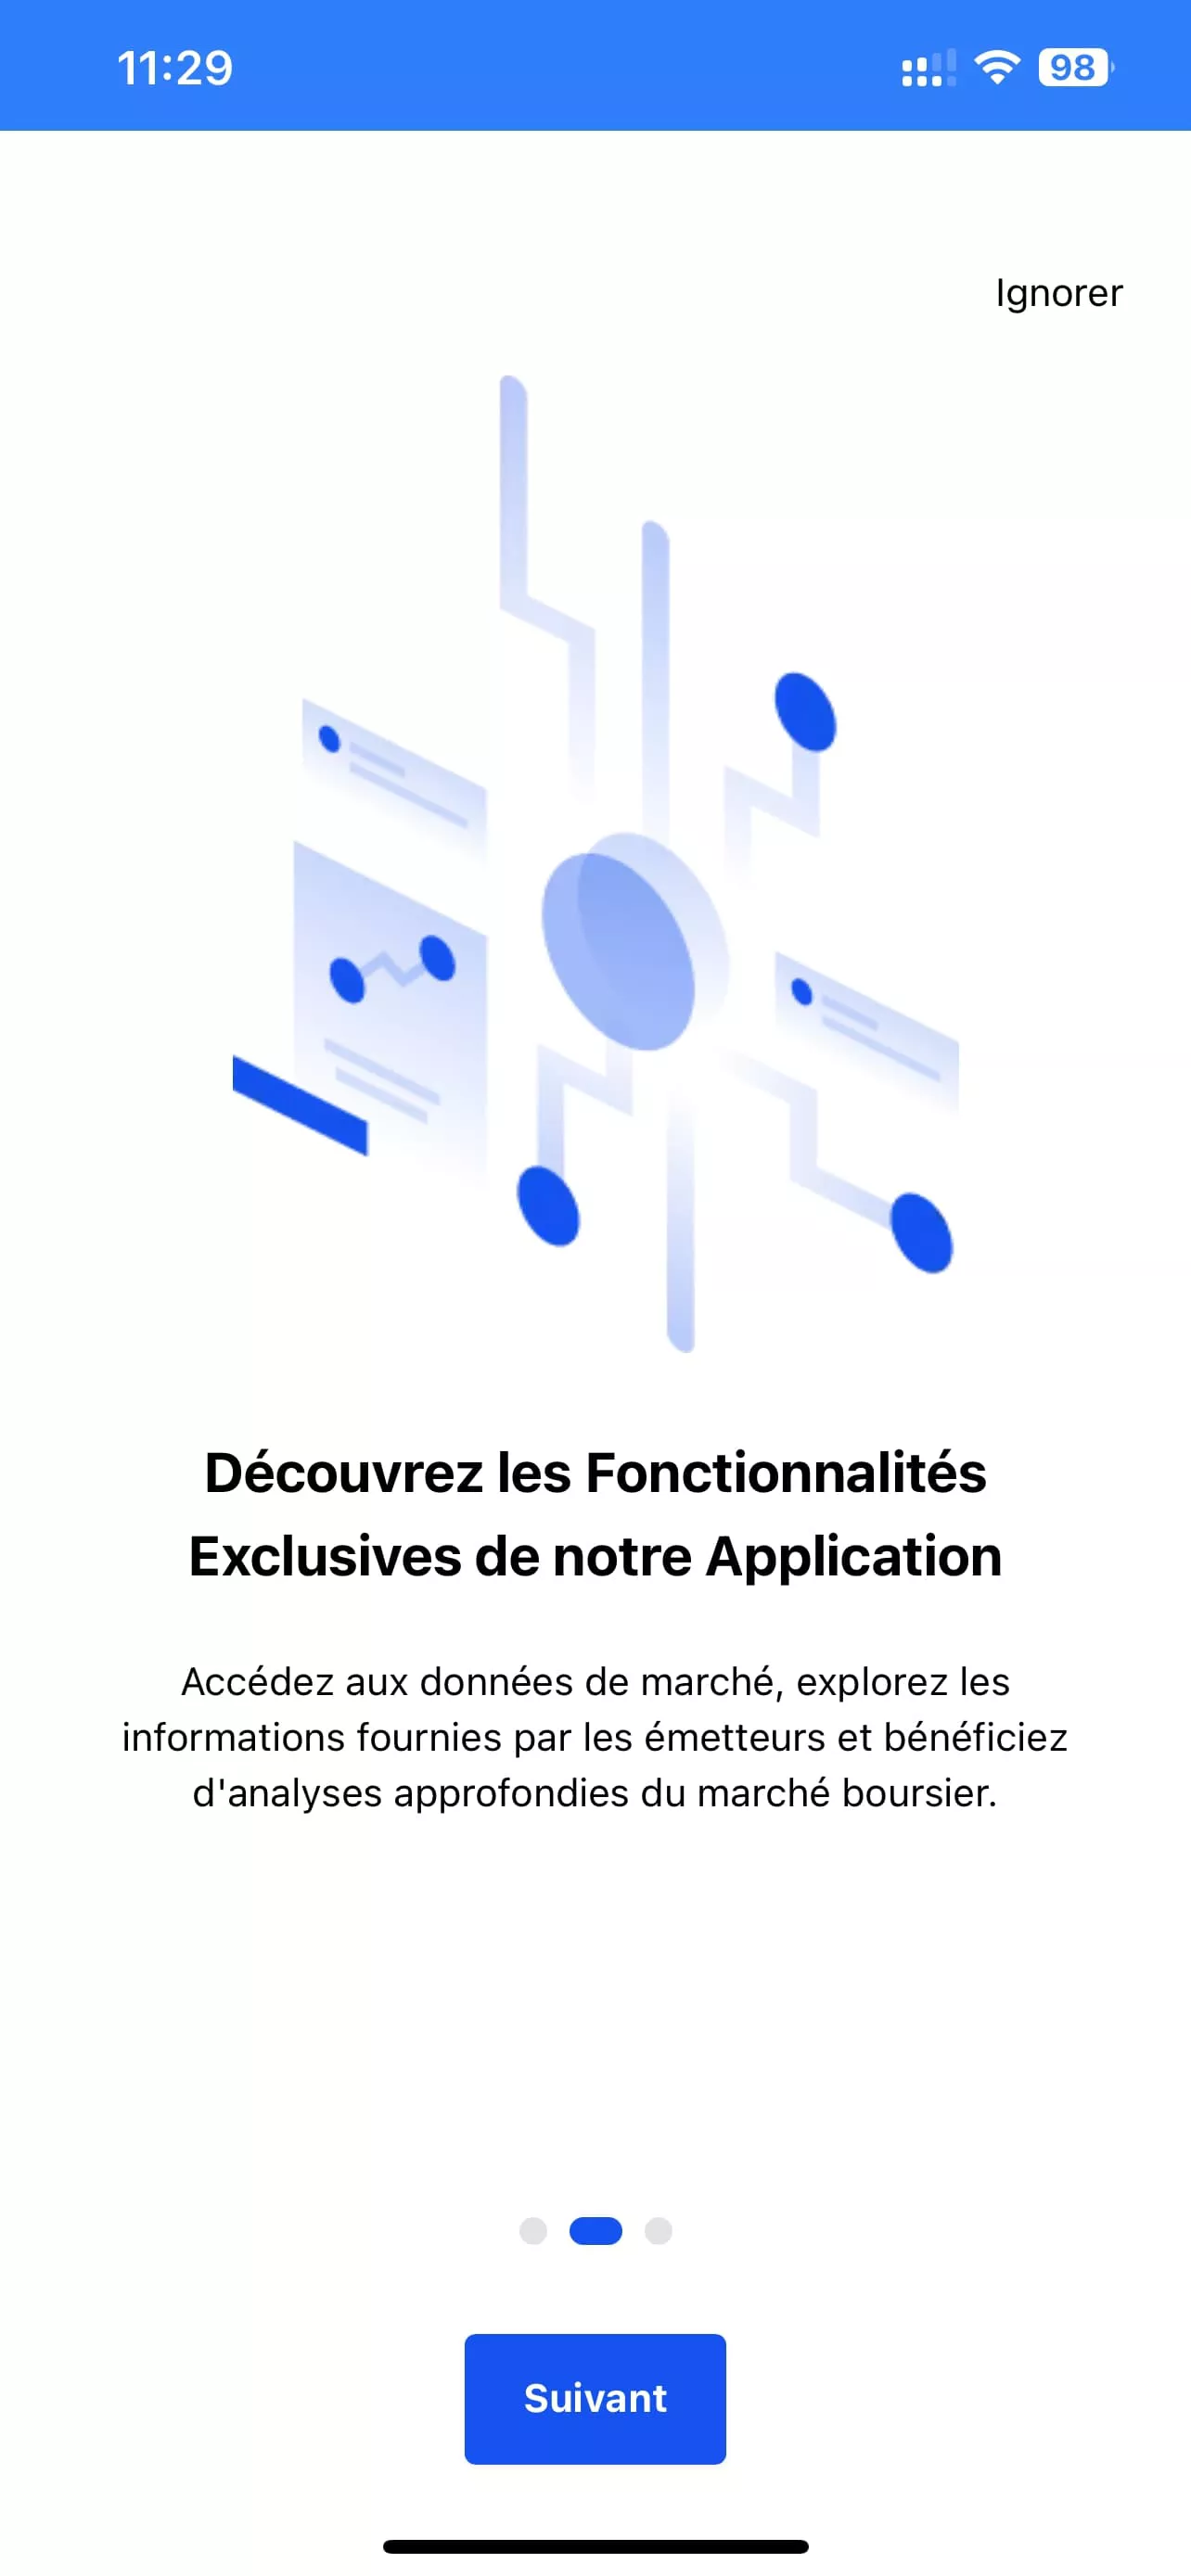 11:29
98
Ignorer
Découvrez les Fonctionnalités
Exclusives de notre Application
Accédez aux données de marché, explorez les
informations fournies par les émetteurs et bénéficiez
d'analyses approfondies du marché boursier.
Suivant